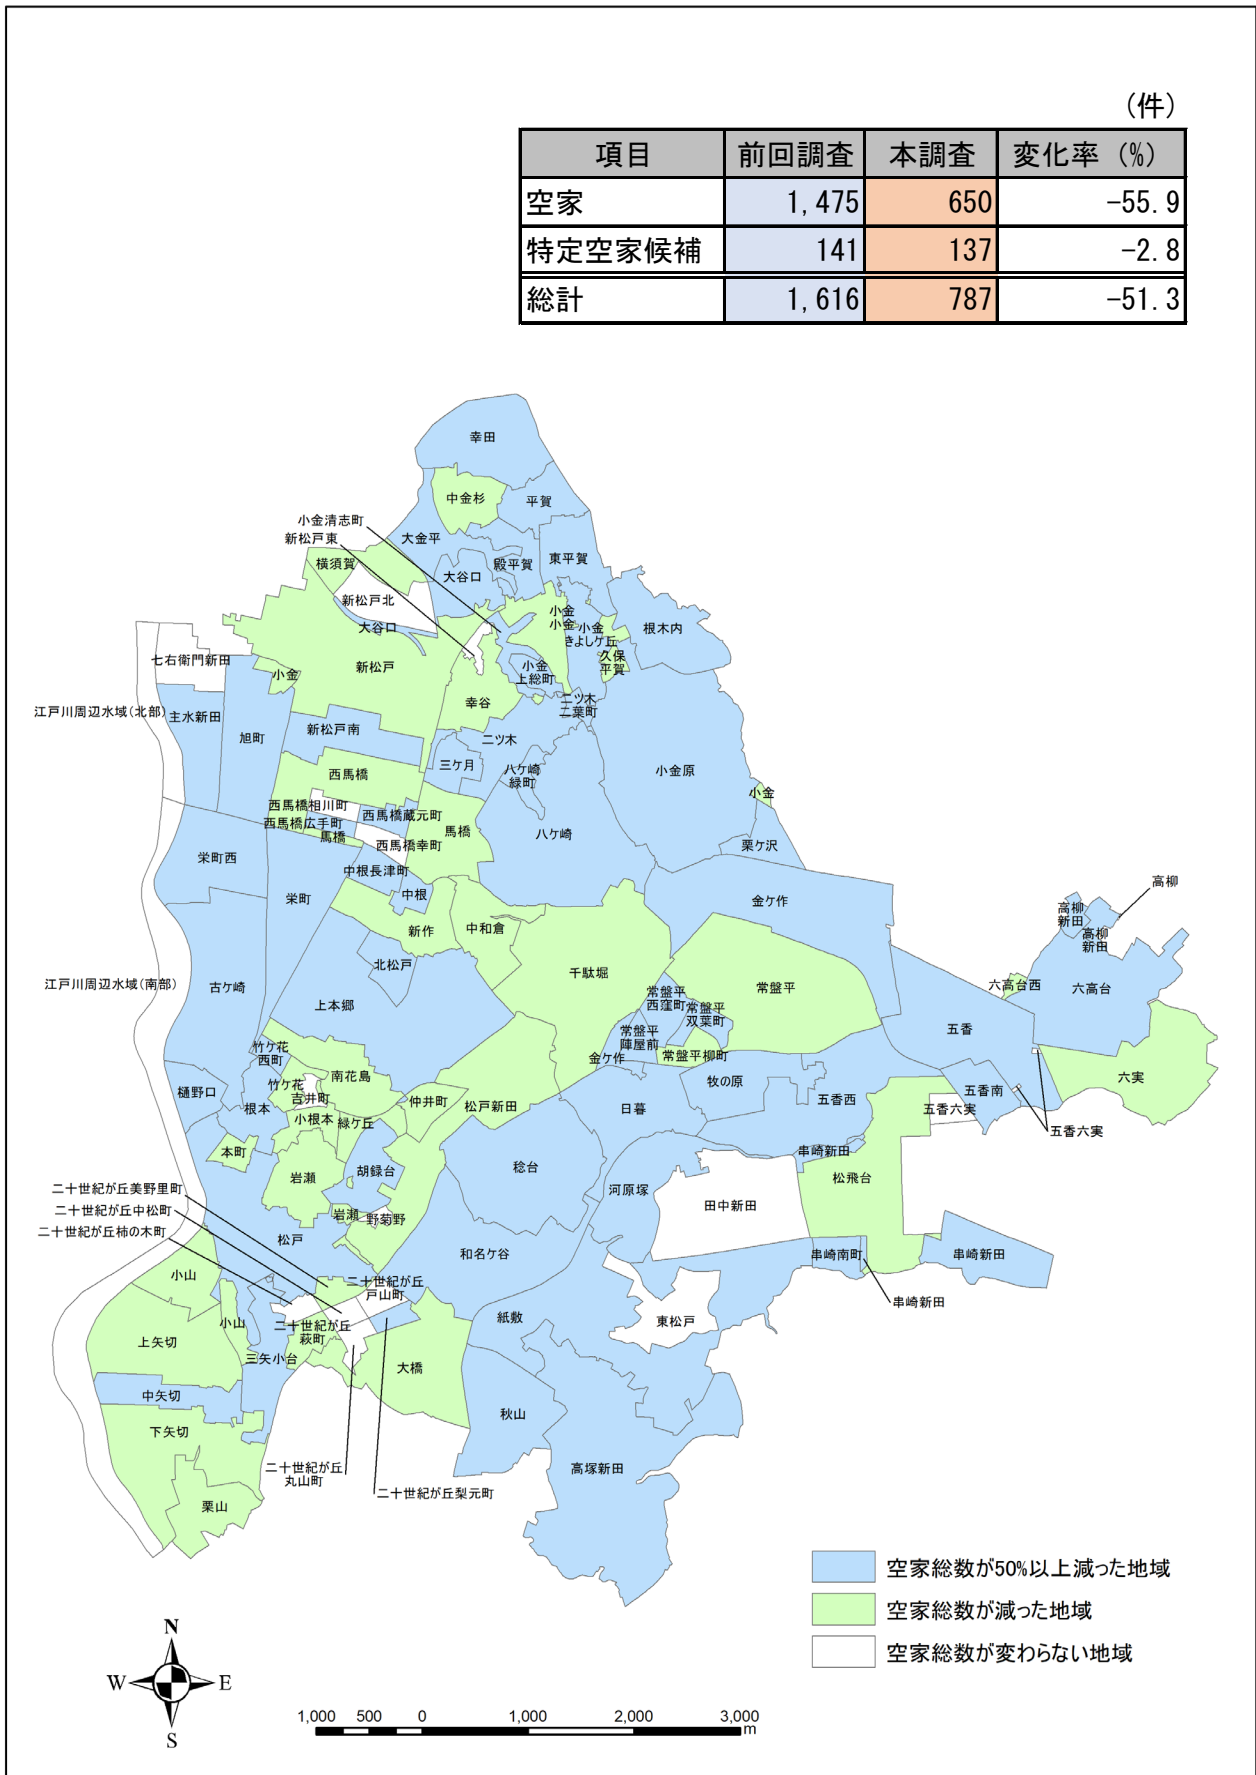 (件)
項目 前回調査 本調査 変化率 (%)
空家 1,475 650 -55.9
特定空家候補 141 137 -2.8
総計 1,616 787 -51.3
幸田
中金杉
平賀
小金清志町
新松戸東
大金平
殿平賀
東平賀
横須賀
大谷口
新松戸北
小金
小金
小金
きよしケ丘
根木内
大谷口
久保
平賀
七右衛門新田
新松戸
小金
小金
上総町
江戸川周辺水域(北部)
主水新田
幸谷
二ツ木
二葉町
旭町
新松戸南
二ツ木
三ケ月
八ケ崎
緑町
小金原
西馬橋
小金
西馬橋相川町
西馬橋蔵元町
西馬橋広手町
馬橋
馬橋
八ケ崎
西馬橋幸町
栗ケ沢
栄町西
中根長津町
中根
栄町
金ケ作
高柳
高柳
新田
高柳
新田
新作
中和倉
北松戸
千駄堀
江戸川周辺水域(南部)
古ケ崎
上本郷
常盤平
西窪町
常盤平
六高台西
六高台
常盤平
双葉町
五香
常盤平
陣屋前
竹ケ花
西町
金ケ作
常盤平柳町
南花島
竹ケ花
吉井町
樋野口
根本
仲井町
松戸新田
日暮
牧の原
五香西
五香南
六実
五香六実
五香六実
小根本
緑ケ丘
本町
岩瀬
胡録台
稔台
串崎新田
松飛台
河原塚
田中新田
二十世紀が丘美野里町
二十世紀が丘中松町
二十世紀が丘柿の木町
岩瀬
野菊野
松戸
和名ケ谷
串崎南町
串崎新田
小山
二十世紀が丘
戸山町
串崎新田
小山
二十世紀が丘
萩町
紙敷
東松戸
上矢切
三矢小台
大橋
中矢切
秋山
下矢切
二十世紀が丘
丸山町
高塚新田
二十世紀が丘梨元町
栗山
空家総数が50%以上減った地域
空家総数が減った地域
空家総数が変わらない地域
N
W E
S
1,000 500 0 1,000 2,000 3,000
m